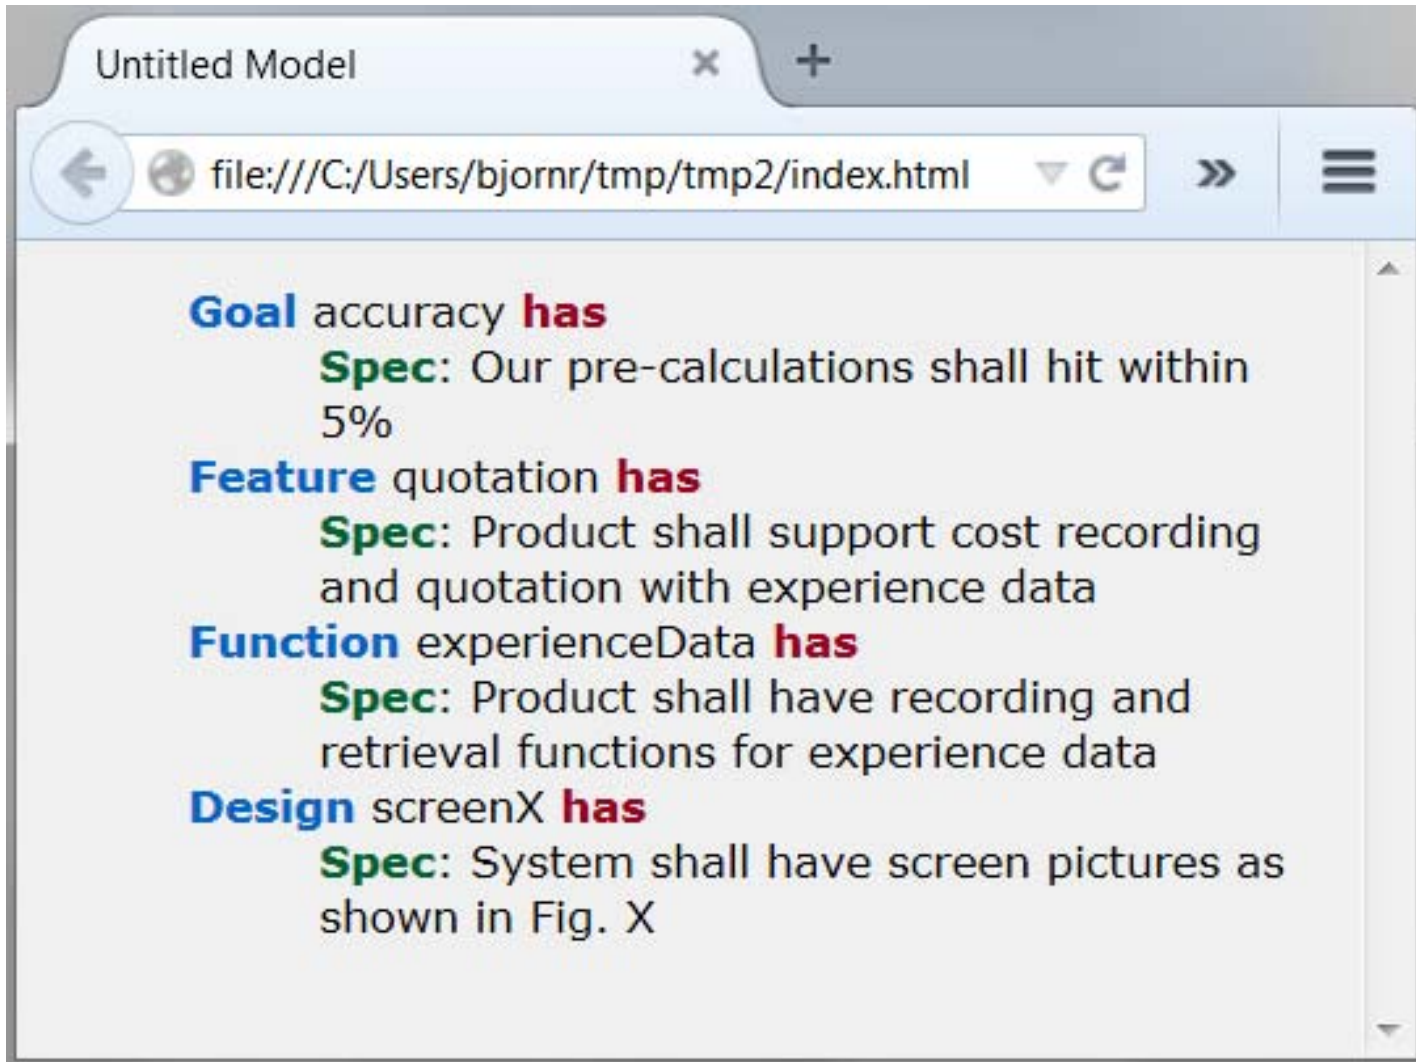 Untitled Model
file:///C:/Users/bjornr/tmp/tmp2/index.html
Goal accuracy has
Spec: Our pre-calculations shall hit within
5%
Feature quotation has
Spec: Product shall support cost recording
and quotation with experience data
Function experienceData has
Spec: Product shall have recording and
retrieval functions for experience data
Design screenX has
Spec: System shall have screen pictures as
shown in Fig. X